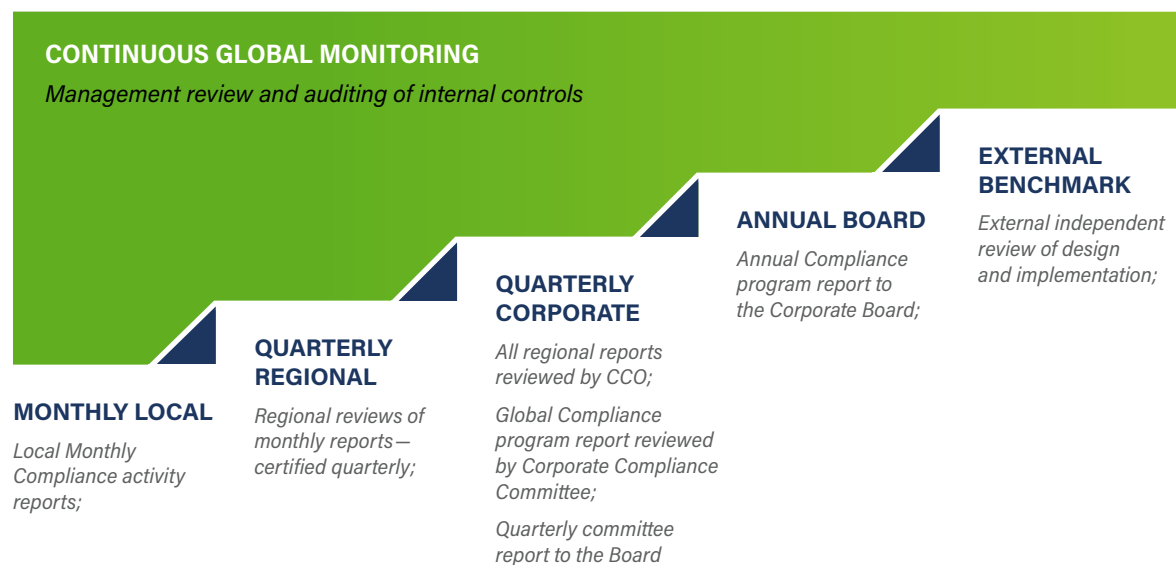 CONTINUOUS GLOBAL MONITORING
Management review and auditing of internal controls
MONTHLY LOCAL
Local Monthly
Compliance activity
reports;
QUARTERLY
REGIONAL
Regional reviews of
monthly reports—
certified quarterly;
QUARTERLY
CORPORATE
All regional reports
reviewed by CCO;
Global Compliance
program report reviewed
by Corporate Compliance
Committee;
Quarterly committee
report to the Board
ANNUAL BOARD
Annual Compliance
program report to
the Corporate Board;
EXTERNAL
BENCHMARK
External independent
review of design
and implementation;